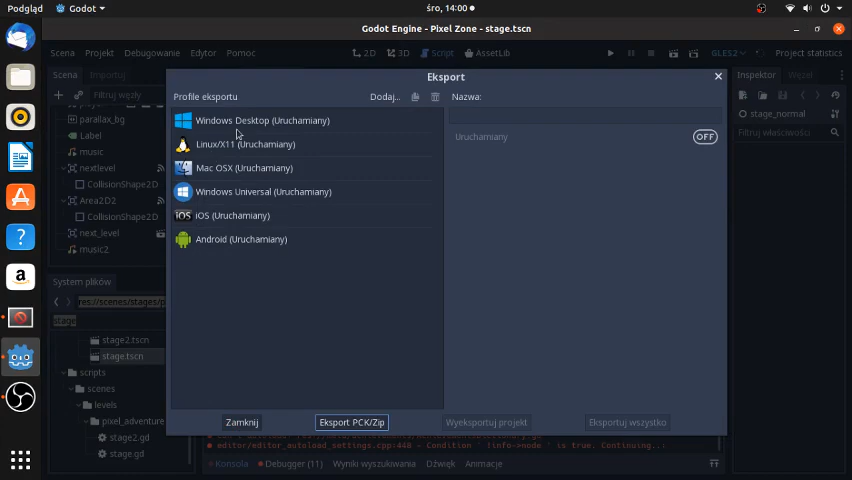 Podgląd Godot śro, 14:00
Godot Engine - Pixel Zone - stage.tscn
Scena Projekt Debugowanie Edytor Pomoc 2D 3D Script AssetLib GLES2 Project statistics
Scena Importuj
Filtruj węzły
parallax_bg
Label
music
nextlevel
CollisionShape2D
Area2D2
CollisionShape2D
next_level
music2
System plików
res://scenes/stages/p
stage
stage2.tscn
stage.tscn
scripts
scenes
levels
pixel_adventure
stage2.gd
stage.gd
Eksport
Profile eksportu Dodaj... Nazwa:
Windows Desktop (Uruchamiany)
Uruchamiany OFF
Linux/X11 (Uruchamiany)
Mac OSX (Uruchamiany)
Windows Universal (Uruchamiany)
iOS iOS (Uruchamiany)
Android (Uruchamiany)
Zamknij Eksport PCK/Zip Wyeksportuj projekt Eksportuj wszystko
editor/editor_autoload_settings.cpp:448 - Condition ' !info->node ' is true. Continuing..:
Konsola Debugger (11) Wyniki wyszukiwania Dźwięk Animacje
Inspektor Węzeł
stage_normal
Filtruj właściwości